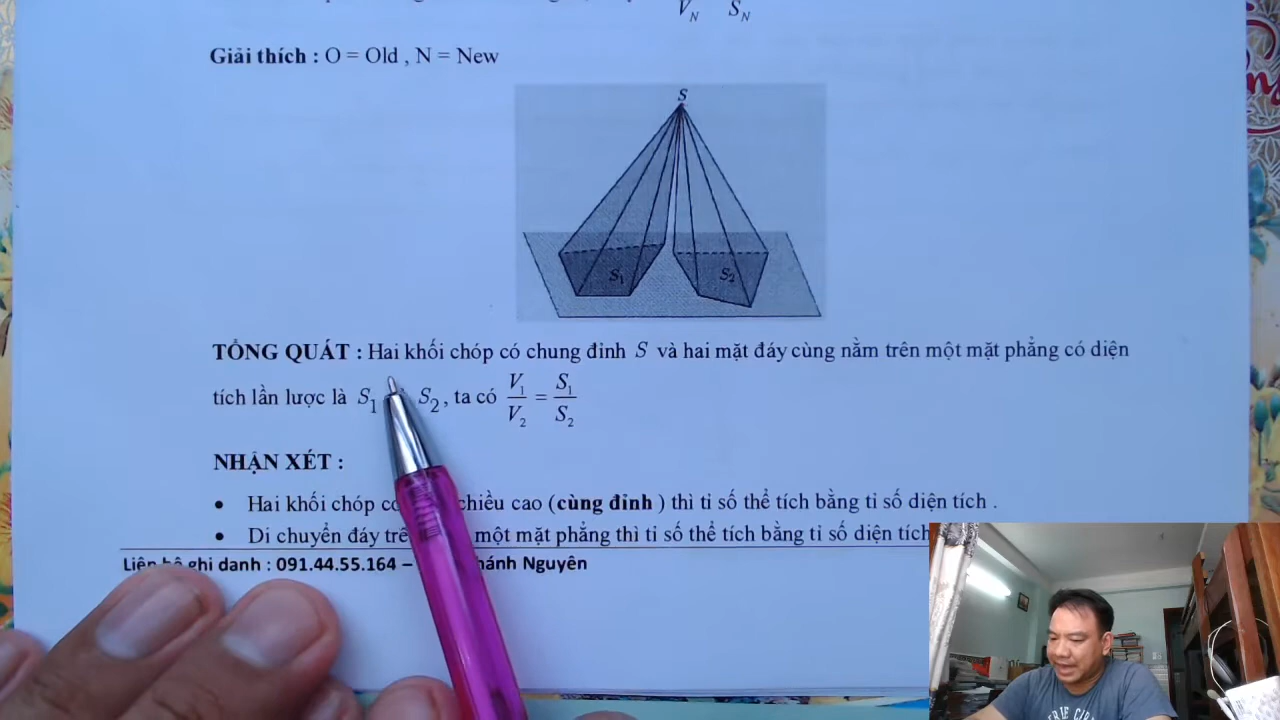 V_N S_N
Giải thích : O = Old , N = New
S
S₁ S₂
TỔNG QUÁT : Hai khối chóp có chung đỉnh S và hai mặt đáy cùng nằm trên một mặt phẳng có diện
tích lần lược là S₁ S₂, ta có V₁/V₂ = S₁/S₂
NHẬN XÉT :
• Hai khối chóp có chiều cao (cùng đỉnh ) thì tỉ số thể tích bằng tỉ số diện tích .
• Di chuyển đáy một mặt phẳng thì tỉ số thể tích bằng tỉ số diện tích
Liên hệ ghi danh : 091.44.55.164 – Nguyên